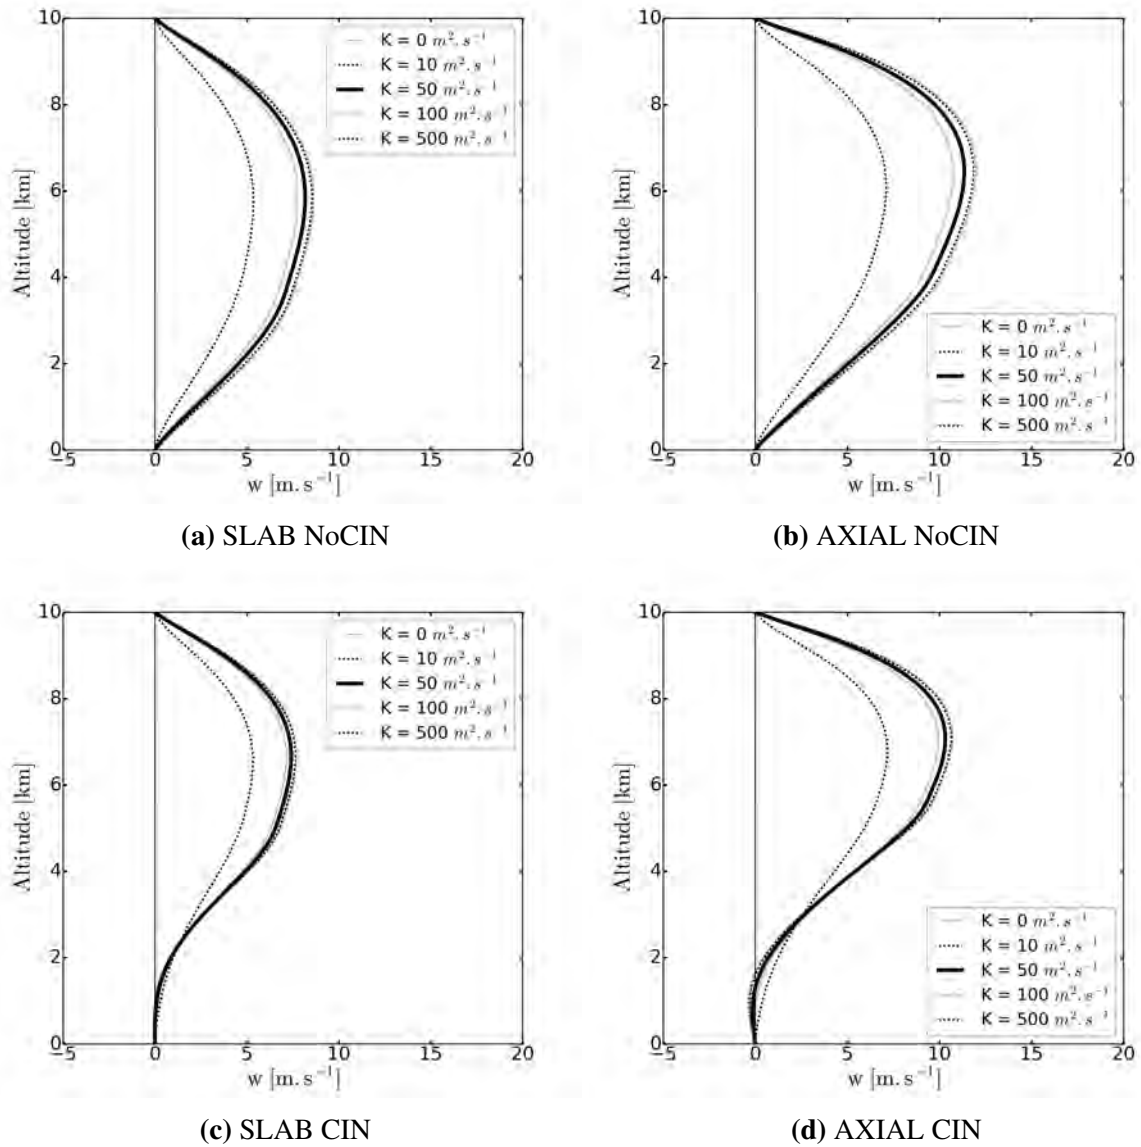 10
8
6
4
2
0
−5
0
5
10
15
20
Altitude [km]
w [m.s⁻¹]
K = 0 m².s⁻¹
K = 10 m².s⁻¹
K = 50 m².s⁻¹
K = 100 m².s⁻¹
K = 500 m².s⁻¹
(a) SLAB NoCIN
10
8
6
4
2
0
−5
0
5
10
15
20
Altitude [km]
w [m.s⁻¹]
K = 0 m².s⁻¹
K = 10 m².s⁻¹
K = 50 m².s⁻¹
K = 100 m².s⁻¹
K = 500 m².s⁻¹
(b) AXIAL NoCIN
10
8
6
4
2
0
−5
0
5
10
15
20
Altitude [km]
w [m.s⁻¹]
K = 0 m².s⁻¹
K = 10 m².s⁻¹
K = 50 m².s⁻¹
K = 100 m².s⁻¹
K = 500 m².s⁻¹
(c) SLAB CIN
10
8
6
4
2
0
−5
0
5
10
15
20
Altitude [km]
w [m.s⁻¹]
K = 0 m².s⁻¹
K = 10 m².s⁻¹
K = 50 m².s⁻¹
K = 100 m².s⁻¹
K = 500 m².s⁻¹
(d) AXIAL CIN